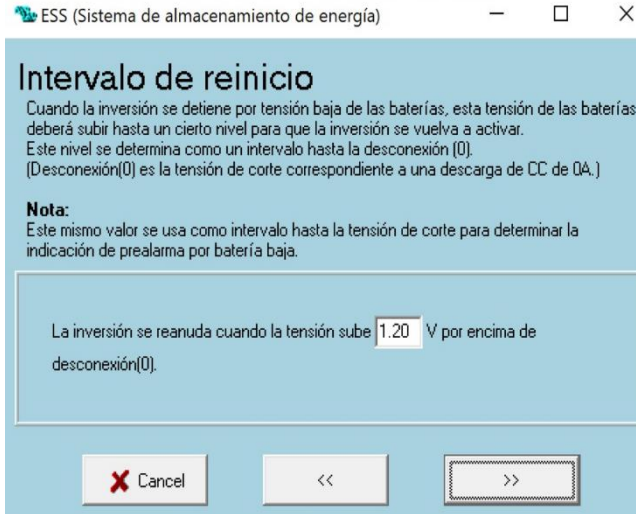 ESS (Sistema de almacenamiento de energía)
Intervalo de reinicio
Cuando la inversión se detiene por tensión baja de las baterías, esta tensión de las baterías
deberá subir hasta un cierto nivel para que la inversión se vuelva a activar.
Este nivel se determina como un intervalo hasta la desconexión (0).
(Desconexión(0) es la tensión de corte correspondiente a una descarga de CC de 0A.)
Nota:
Este mismo valor se usa como intervalo hasta la tensión de corte para determinar la
indicación de prealarma por batería baja.
La inversión se reanuda cuando la tensión sube 1.20 V por encima de
desconexión(0).
Cancel << >>